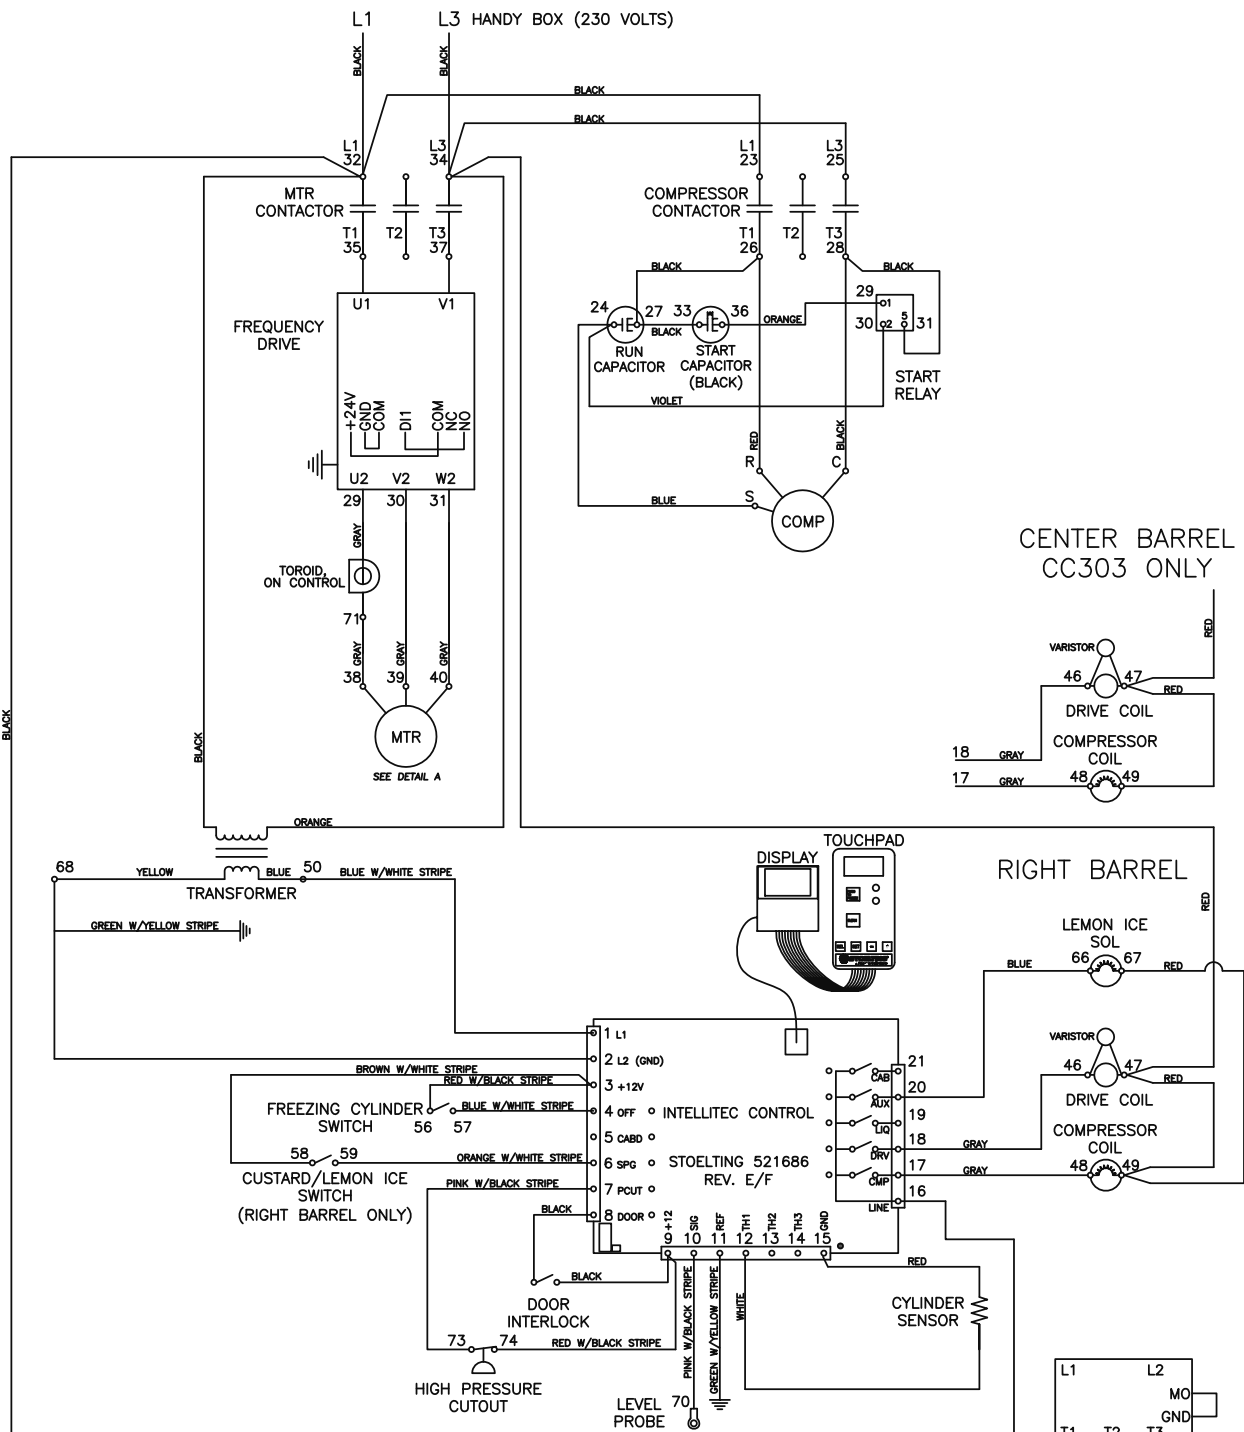 L1
L3 HANDY BOX (230 VOLTS)
BLACK
BLACK
BLACK
BLACK
L1
32
L3
34
L1
23
L3
25
MTR
CONTACTOR
COMPRESSOR
CONTACTOR
T1
35
T2
T3
37
T1
26
T2
T3
28
BLACK
BLACK
U1
V1
FREQUENCY
DRIVE
24
27
33
36
ORANGE
29
1
BLACK
30
2
5
31
RUN
CAPACITOR
START
CAPACITOR
(BLACK)
START
RELAY
VIOLET
+24V
GND
COM
DI1
COM
NC
NO
RED
BLACK
R
C
U2
V2
W2
29
30
31
BLUE
S
COMP
GRAY
TOROID,
ON CONTROL
71
GRAY
GRAY
GRAY
38
39
40
MTR
SEE DETAIL A
CENTER BARREL
CC303 ONLY
RED
VARISTOR
46
47
RED
DRIVE COIL
COMPRESSOR
COIL
18
GRAY
17
GRAY
48
49
BLACK
BLACK
ORANGE
68
YELLOW
BLUE
50
BLUE W/WHITE STRIPE
TRANSFORMER
GREEN W/YELLOW STRIPE
DISPLAY
TOUCHPAD
RIGHT BARREL
RED
LEMON ICE
SOL
66
67
BLUE
RED
VARISTOR
46
47
RED
DRIVE COIL
COMPRESSOR
COIL
48
49
1 L1
2 L2 (GND)
BROWN W/WHITE STRIPE
RED W/BLACK STRIPE
3 +12V
FREEZING CYLINDER
SWITCH
56
57
BLUE W/WHITE STRIPE
4 OFF
INTELLITEC CONTROL
5 CABD
58
59
ORANGE W/WHITE STRIPE
6 SPG
STOELTING 521686
REV. E/F
CUSTARD/LEMON ICE
SWITCH
(RIGHT BARREL ONLY)
PINK W/BLACK STRIPE
7 PCUT
BLACK
8 DOOR
21
CAB
20
AUX
19
LIQ
18
DRV
GRAY
17
CMP
GRAY
16
LINE
+12
SIG
REF
TH1
TH2
TH3
GND
9
10
11
12
13
14
15
BLACK
DOOR
INTERLOCK
RED
CYLINDER
SENSOR
PINK W/BLACK STRIPE
GREEN W/YELLOW STRIPE
WHITE
73
74
RED W/BLACK STRIPE
HIGH PRESSURE
CUTOUT
LEVEL
PROBE
70
L1
L2
MO
GND
T1
T2
T3